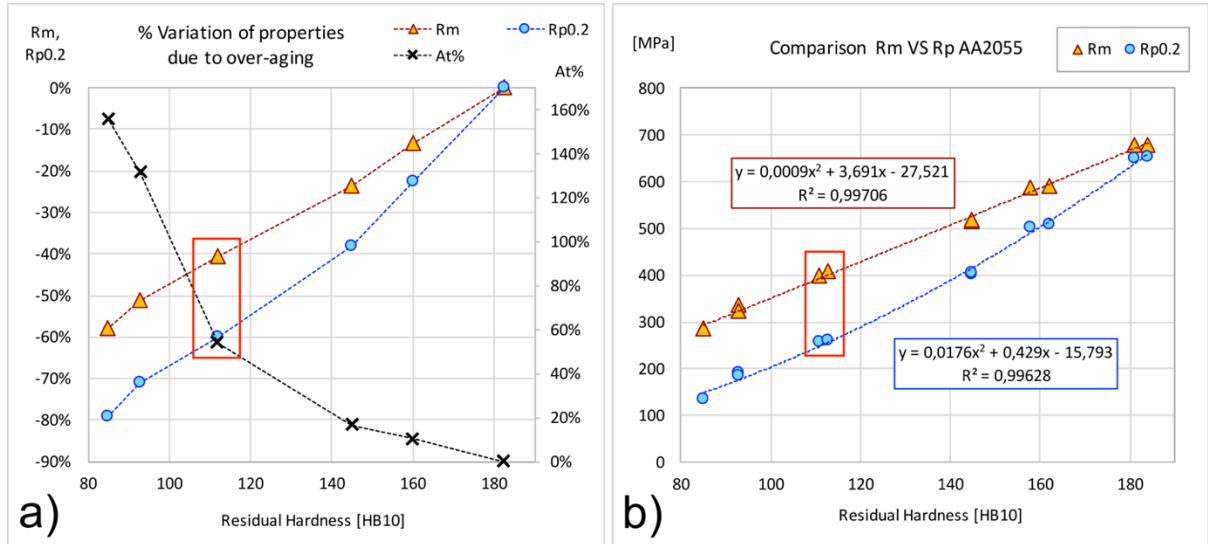 Rm,
Rp0.2
% Variation of properties
due to over-aging
Rm
Rp0.2
At%
At%
0%
-10%
-20%
-30%
-40%
-50%
-60%
-70%
-80%
-90%
160%
140%
120%
100%
80%
60%
40%
20%
0%
80 100 120 140 160 180
Residual Hardness [HB10]
a)
[MPa]
Comparison Rm VS Rp AA2055
Rm Rp0.2
800
700
600
500
400
300
200
100
0
y = 0,0009x² + 3,691x - 27,521
R² = 0,99706
y = 0,0176x² + 0,429x - 15,793
R² = 0,99628
80 100 120 140 160 180
Residual Hardness [HB10]
b)